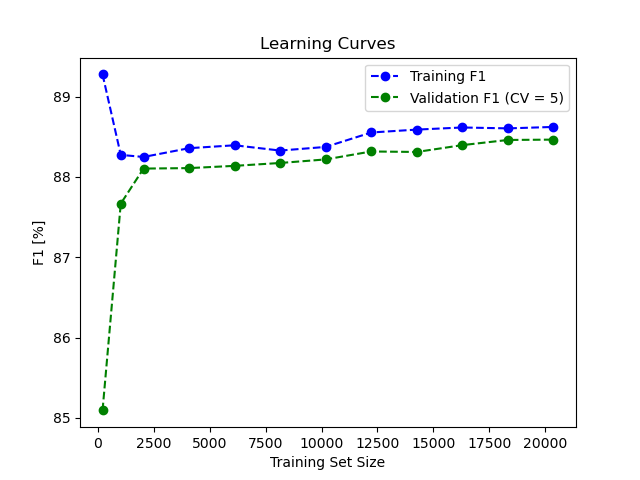 Learning Curves
Training F1
Validation F1 (CV = 5)
89
88
87
86
85
F1 [%]
0 2500 5000 7500 10000 12500 15000 17500 20000
Training Set Size